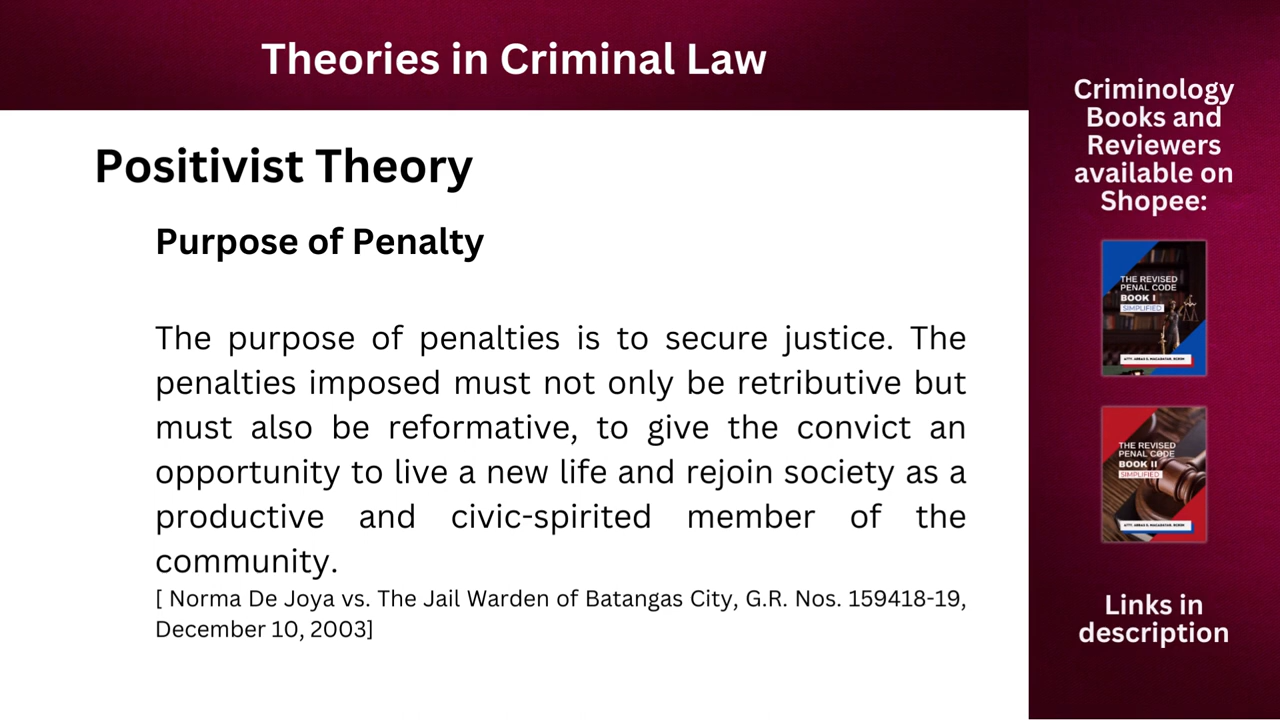 Theories in Criminal Law
Positivist Theory
Purpose of Penalty
The purpose of penalties is to secure justice. The
penalties imposed must not only be retributive but
must also be reformative, to give the convict an
opportunity to live a new life and rejoin society as a
productive and civic-spirited member of the
community.
[ Norma De Joya vs. The Jail Warden of Batangas City, G.R. Nos. 159418-19,
December 10, 2003]
Criminology
Books and
Reviewers
available on
Shopee:
THE REVISED
PENAL CODE
BOOK I
SIMPLIFIED
THE REVISED
PENAL CODE
BOOK II
SIMPLIFIED
Links in
description